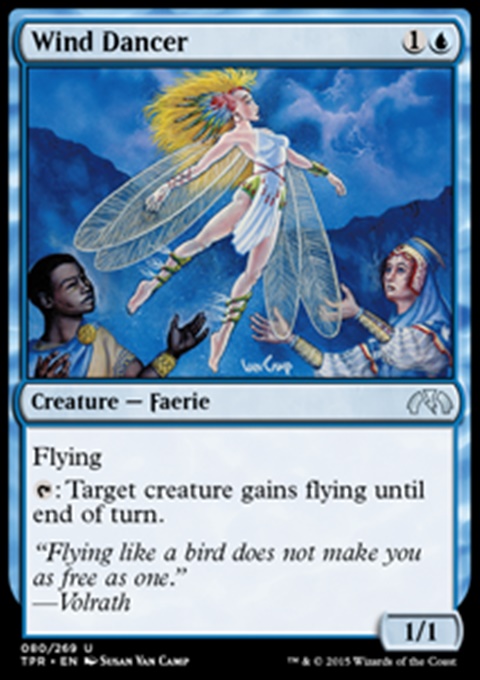 Wind Dancer 1
Van Camp
Creature — Faerie
Flying
: Target creature gains flying until
end of turn.
"Flying like a bird does not make you
as free as one."
—Volrath
1/1
080/269 U
TPR • EN Susan Van Camp
™ & © 2015 Wizards of the Coast